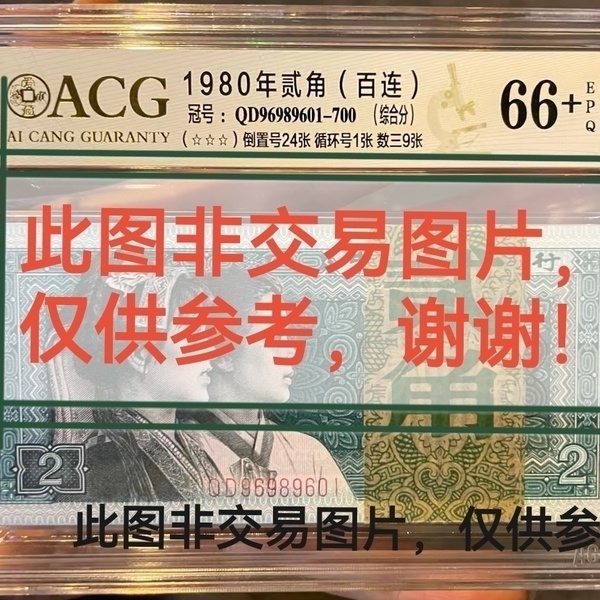 ACG 1980年贰角（百连） 66+ EPQ
冠号：QD96989601-700 （综合分）
AI CANG GUARANTY （☆☆☆）倒置号24张 循环号1张 数三9张
此图非交易图片，
行
仅供参考，谢谢！
角
2 2
QD96989601
此图非交易图片，仅供参